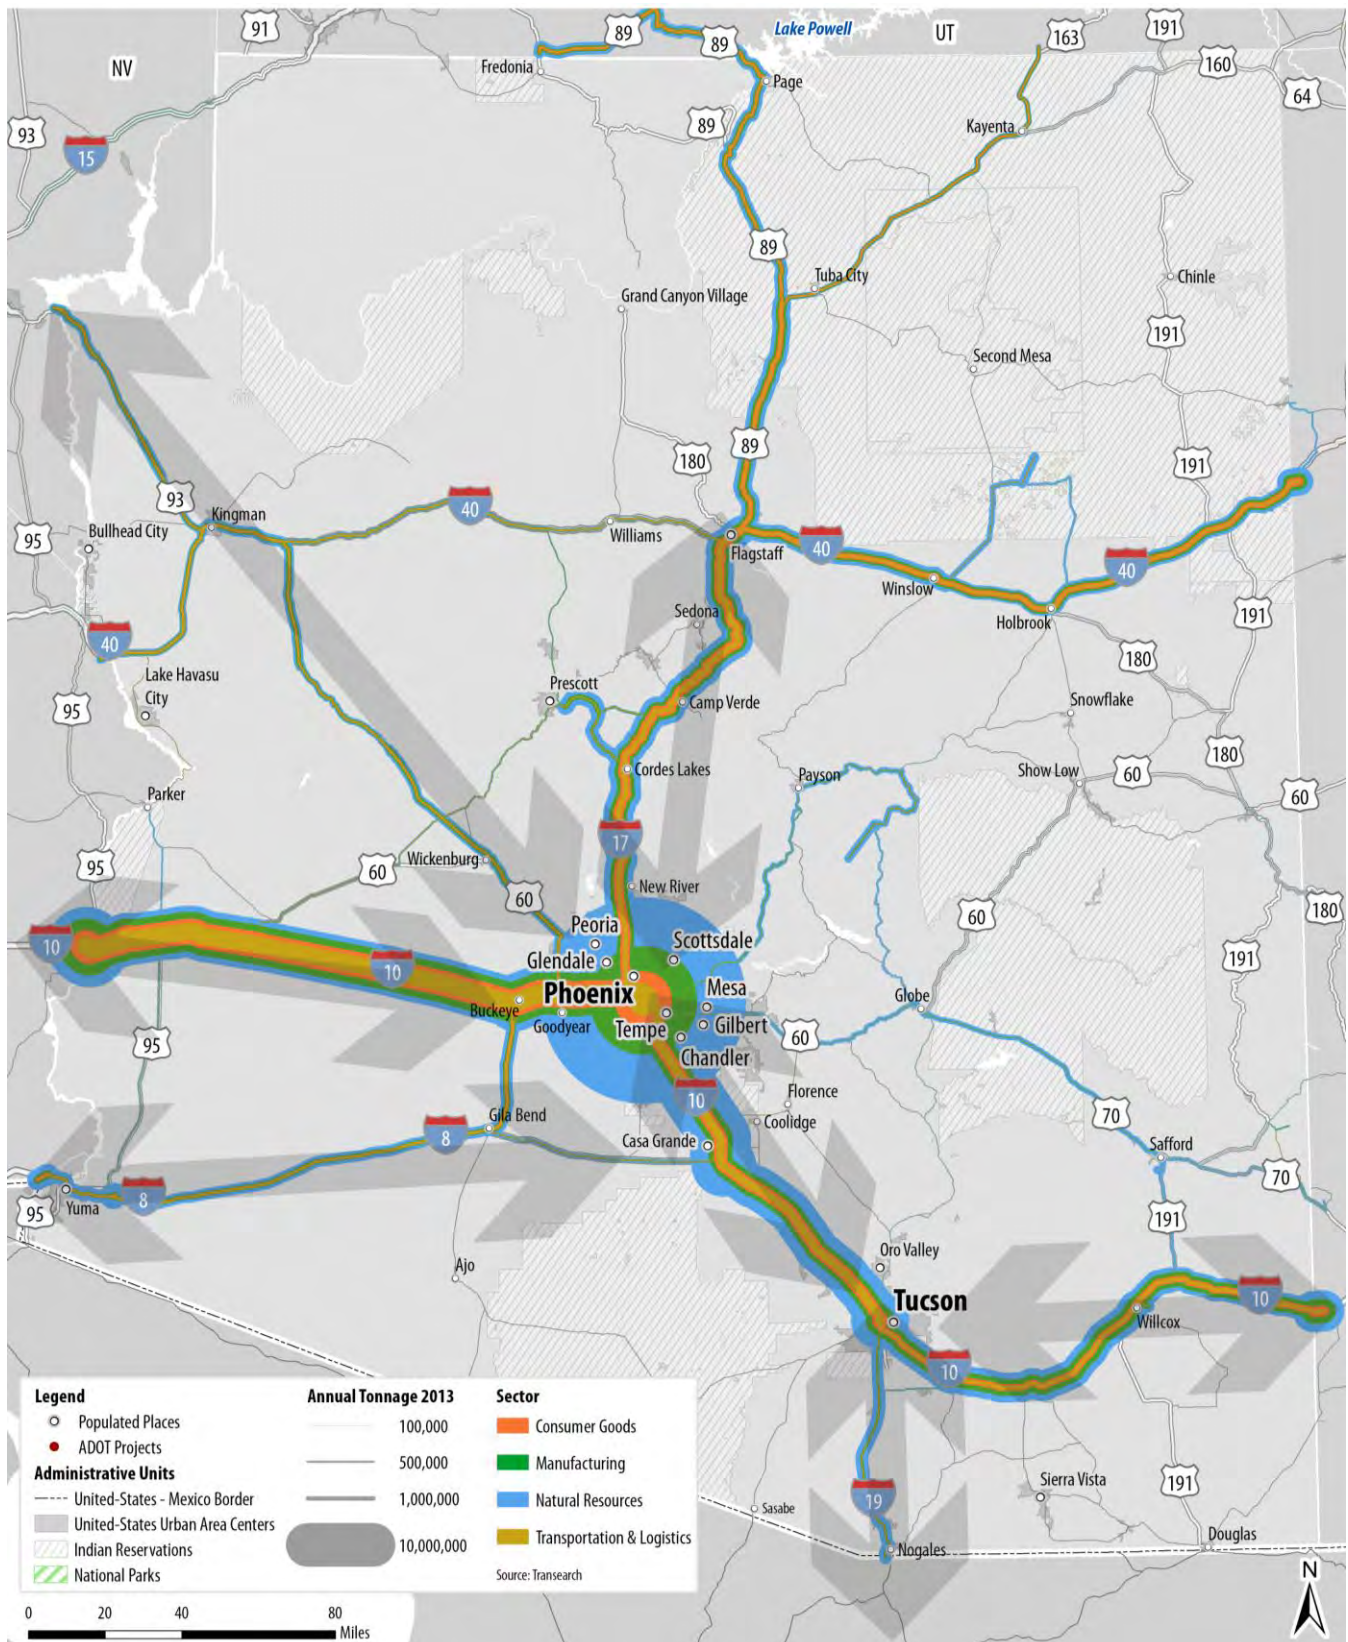 91
89
89
Lake Powell
UT
163
191
NV
Fredonia
Page
160
64
93
15
89
Kayenta
89
Tuba City
Chinle
Grand Canyon Village
191
Second Mesa
89
180
191
93
40
Kingman
95
Bullhead City
Williams
Flagstaff
40
40
Winslow
Sedona
Holbrook
191
40
180
Lake Havasu
City
Prescott
Camp Verde
Snowflake
95
180
Cordes Lakes
Payson
Show Low
60
60
Parker
17
95
60
Wickenburg
New River
60
Peoria
60
180
10
Scottsdale
Glendale
191
10
Phoenix
Mesa
Globe
Buckeye
Goodyear
Tempe
Gilbert
60
95
Chandler
10
Florence
Gila Bend
Coolidge
70
8
Casa Grande
Safford
70
8
Yuma
95
191
Oro Valley
Ajo
Tucson
10
Willcox
10
Legend
Populated Places
ADOT Projects
Administrative Units
United-States - Mexico Border
United-States Urban Area Centers
Indian Reservations
National Parks
Annual Tonnage 2013
100,000
500,000
1,000,000
10,000,000
Sector
Consumer Goods
Manufacturing
Natural Resources
Transportation & Logistics
Source: Transearch
Sierra Vista
191
19
Sasabe
Nogales
Douglas
N
0 20 40 80
Miles